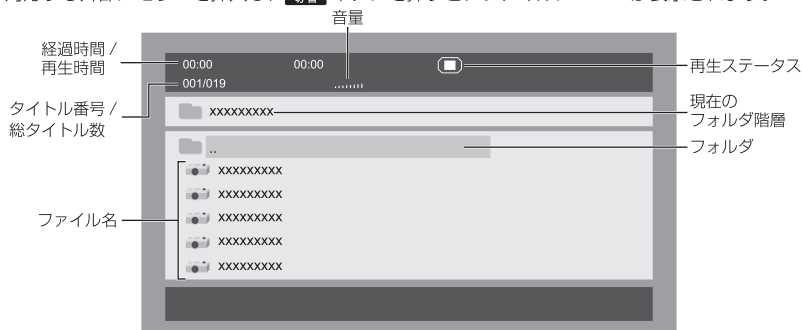 音量
経過時間 /
再生時間
00:00 00:00
再生ステータス
001/019
タイトル番号 /
総タイトル数
xxxxxxxxx
現在の
フォルダ階層
..
フォルダ
xxxxxxxxx
xxxxxxxxx
ファイル名
xxxxxxxxx
xxxxxxxxx
xxxxxxxxx